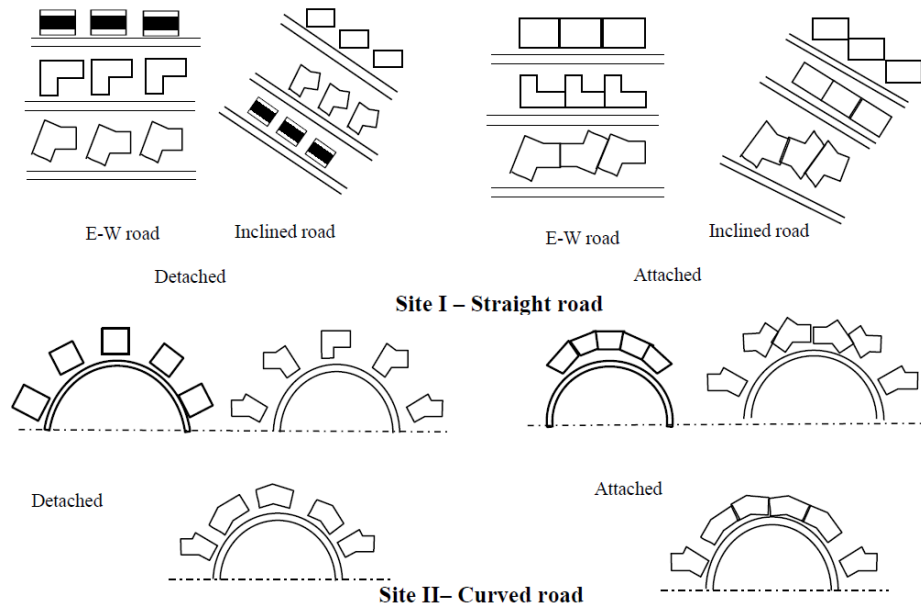 E-W road
Inclined road
E-W road
Inclined road
Detached
Attached
Site I – Straight road
Detached
Attached
Site II– Curved road